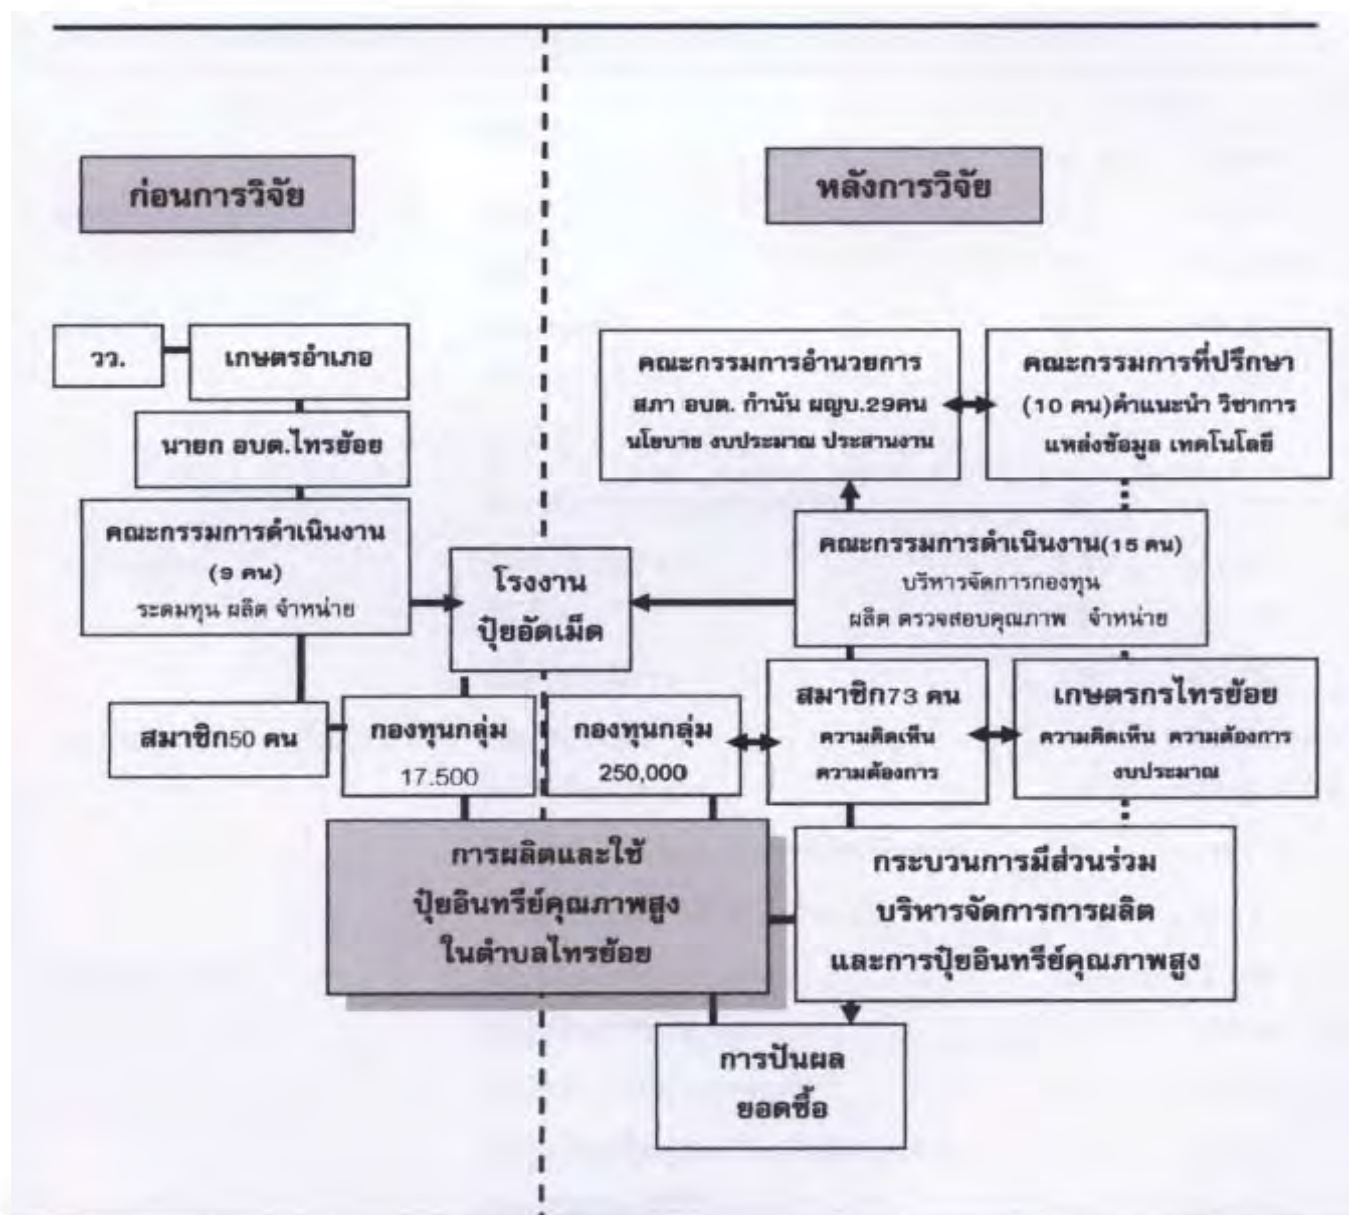 ก่อนการวิจัย
หลังการวิจัย
วว.
เกษตรอำเภอ
นายก อบต.ไทรย้อย
คณะกรรมการดำเนินงาน
(9 คน)
ระดมทุน ผลิต จำหน่าย
สมาชิก50 คน
กองทุนกลุ่ม
17.500
โรงงาน
ปุ๋ยอัดเม็ด
คณะกรรมการอำนวยการ
สภา อบต. กำนัน ผญบ.29คน
นโยบาย งบประมาณ ประสานงาน
คณะกรรมการที่ปรึกษา
(10 คน)คำแนะนำ วิชาการ
แหล่งข้อมูล เทคโนโลยี
คณะกรรมการดำเนินงาน(15 คน)
บริหารจัดการกองทุน
ผลิต ตรวจสอบคุณภาพ จำหน่าย
กองทุนกลุ่ม
250,000
สมาชิก73 คน
ความคิดเห็น
ความต้องการ
เกษตรกรไทรย้อย
ความคิดเห็น ความต้องการ
งบประมาณ
การผลิตและใช้
ปุ๋ยอินทรีย์คุณภาพสูง
ในตำบลไทรย้อย
กระบวนการมีส่วนร่วม
บริหารจัดการการผลิต
และการปุ๋ยอินทรีย์คุณภาพสูง
การปันผล
ยอดซื้อ